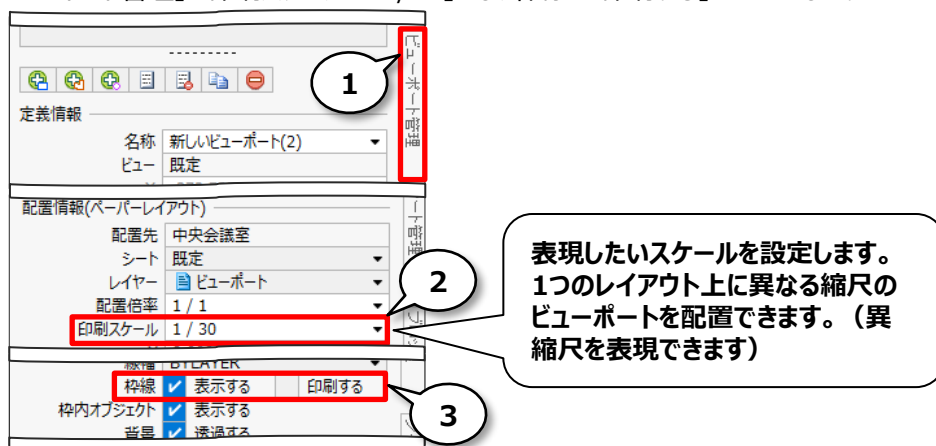 ビューポート管理
1
定義情報
名称 新しいビューポート(2)
ビュー 既定
配置情報(ペーパーレイアウト)
配置先 中央会議室
シート 既定
レイヤー ビューポート
配置倍率 1 / 1
印刷スケール 1 / 30
2
表現したいスケールを設定します。
1つのレイアウト上に異なる縮尺の
ビューポートを配置できます。（異
縮尺を表現できます）
線幅 BYLAYER
枠線 表示する 印刷する
枠内オブジェクト 表示する
背景 透過する
3